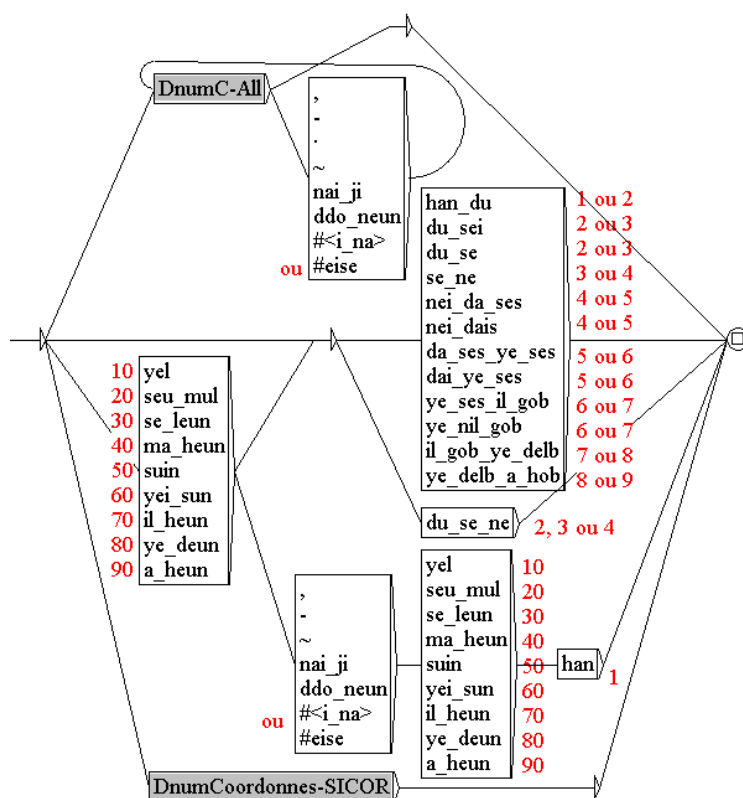 DnumC-All
,
-
.
~
nai_ji
ddo_neun
#<i_na>
ou #eise
han_du 1 ou 2
du_sei 2 ou 3
du_se 2 ou 3
se_ne 3 ou 4
nei_da_ses 4 ou 5
nei_dais 4 ou 5
da_ses_ye_ses 5 ou 6
dai_ye_ses 5 ou 6
ye_ses_il_gob 6 ou 7
ye_nil_gob 6 ou 7
il_gob_ye_delb 7 ou 8
ye_delb_a_hob 8 ou 9
10 yel
20 seu_mul
30 se_leun
40 ma_heun
50 suin
60 yei_sun
70 il_heun
80 ye_deun
90 a_heun
du_se_ne 2, 3 ou 4
,
-
~
nai_ji
ddo_neun
ou #<i_na>
#eise
yel 10
seu_mul 20
se_leun 30
ma_heun 40
suin 50
yei_sun 60
il_heun 70
ye_deun 80
a_heun 90
han 1
DnumCoordonnes-SICOR